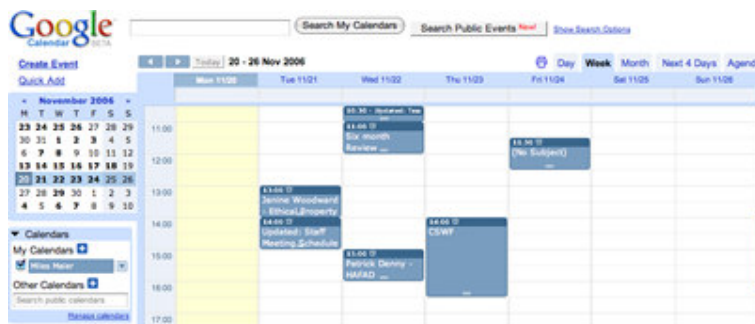 Google
Calendar BETA
Search My Calendars
Search Public Events New!
Show Search Options
Create Event
Quick Add
Today 20 - 26 Nov 2006
Day Week Month Next 4 Days Agend
Mon 11/20 Tue 11/21 Wed 11/22 Thu 11/23 Fri 11/24 Sat 11/25 Sun 11/26
« November 2006 »
M T W T F S S
23 24 25 26 27 28 29
30 31 1 2 3 4 5
6 7 8 9 10 11 12
13 14 15 16 17 18 19
20 21 22 23 24 25 26
27 28 29 30 1 2 3
4 5 6 7 8 9 10
Calendars
My Calendars
Miles Maier
Other Calendars
Search public calendars
Manage calendars
11:00
12:00
13:00
14:00
15:00
16:00
17:00
13:00
Janine Woodward
- Ethical Property
14:00
Updated: Staff
Meeting Schedule
10:30 - Updated:
11:00
Six month
Review ...
15:00
Patrick Denny -
HAFAD ...
14:00
CSWF
...
11:30
(No Subject)
...